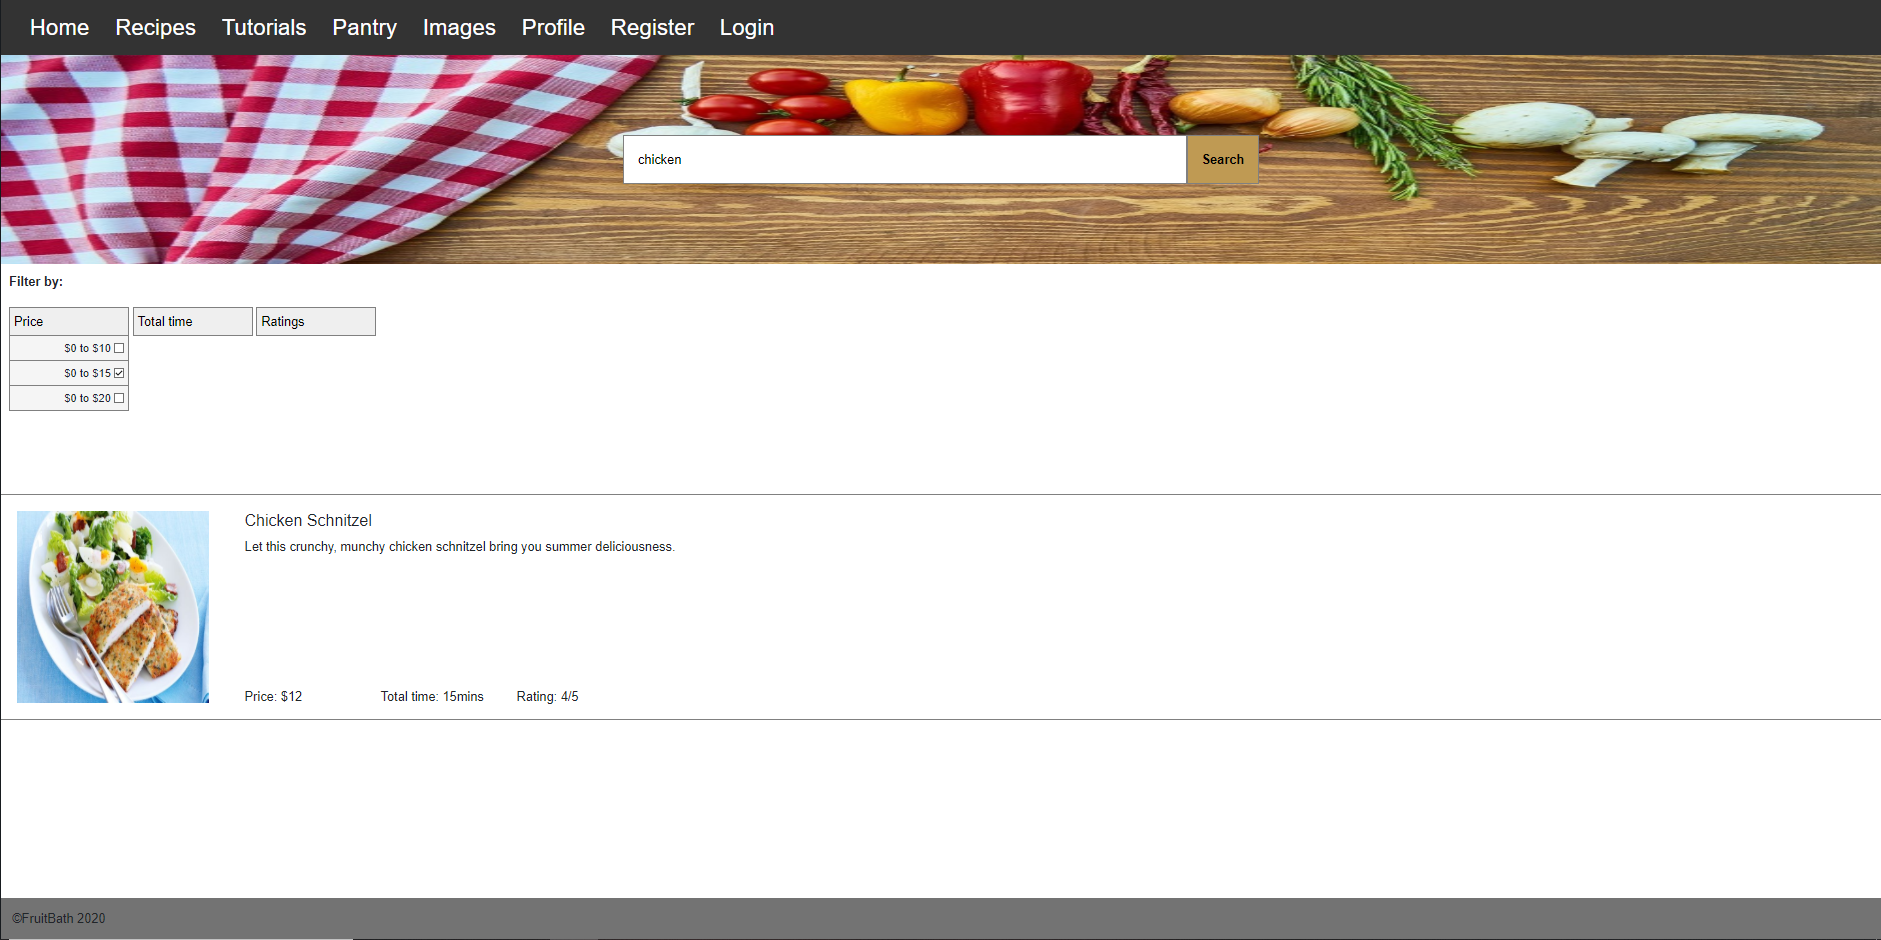 Home Recipes Tutorials Pantry Images Profile Register Login
chicken Search
Filter by:
Price Total time Ratings
$0 to $10
$0 to $15
$0 to $20
Chicken Schnitzel
Let this crunchy, munchy chicken schnitzel bring you summer deliciousness.
Price: $12 Total time: 15mins Rating: 4/5
©FruitBath 2020